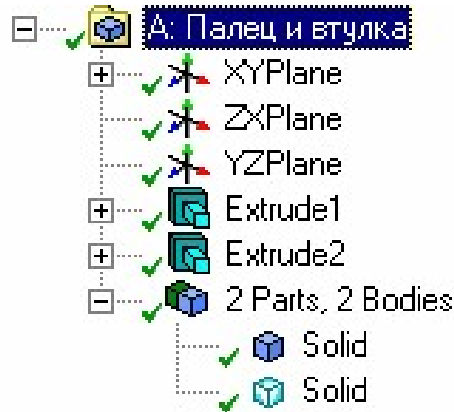 А: Палец и втулка
XYPlane
ZXPlane
YZPlane
Extrude1
Extrude2
2 Parts, 2 Bodies
Solid
Solid